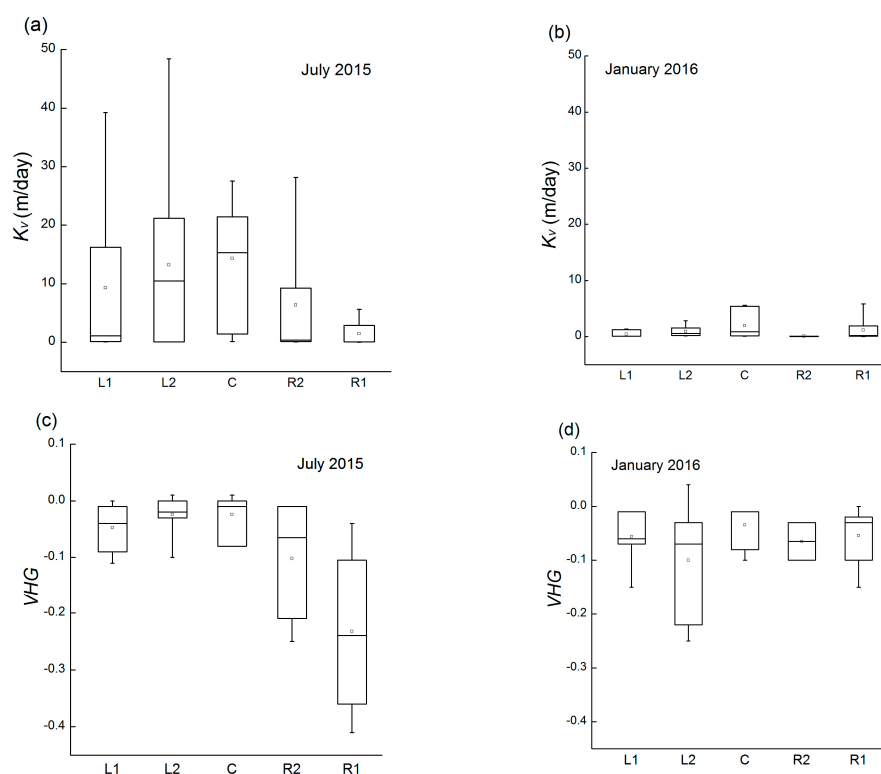 (a)
July 2015
50
40
30
20
10
0
Kv (m/day)
L1 L2 C R2 R1
(b)
January 2016
50
40
30
20
10
0
Kv (m/day)
L1 L2 C R2 R1
(c)
July 2015
0.1
0.0
-0.1
-0.2
-0.3
-0.4
VHG
L1 L2 C R2 R1
(d)
January 2016
0.1
0.0
-0.1
-0.2
-0.3
-0.4
VHG
L1 L2 C R2 R1